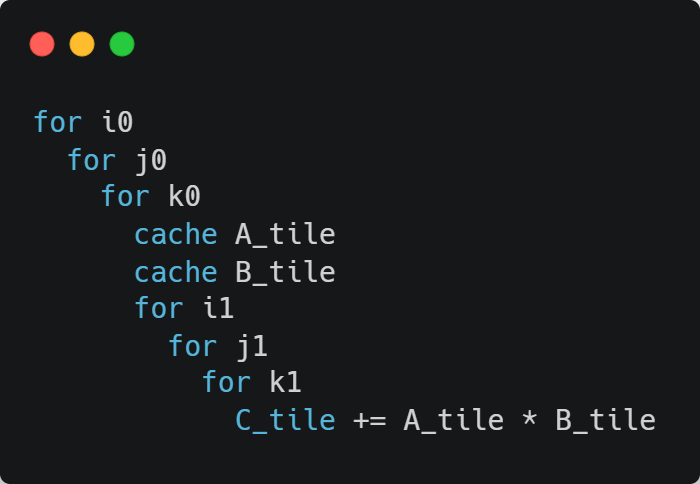 for i0
for j0
for k0
cache A_tile
cache B_tile
for i1
for j1
for k1
C_tile += A_tile * B_tile